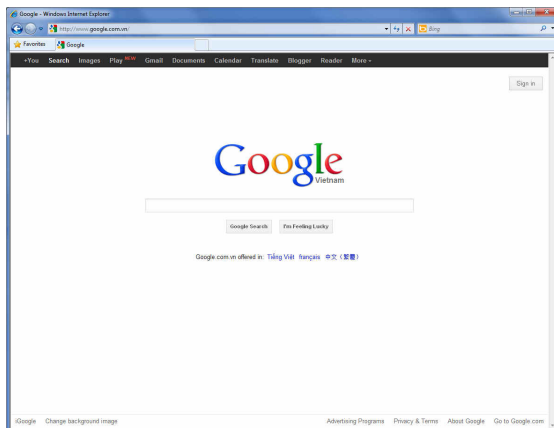 Google - Windows Internet Explorer
http://www.google.com.vn/
Bing
Favorites Google
+You Search Images Play NEW Gmail Documents Calendar Translate Blogger Reader More
Sign in
Google
Vietnam
Google Search I'm Feeling Lucky
Google.com.vn offered in: Tiếng Việt français 中文 (繁體)
iGoogle Change background image Advertising Programs Privacy & Terms About Google Go to Google.com